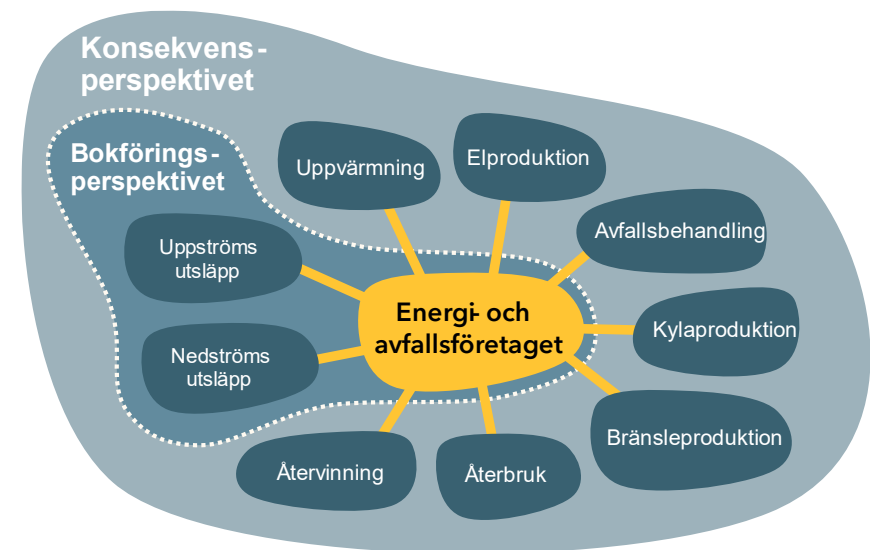 Konsekvens-
perspektivet
Bokförings-
perspektivet
Uppvärmning
Elproduktion
Avfallsbehandling
Uppströms
utsläpp
Energi- och
avfallsföretaget
Kylaproduktion
Nedströms
utsläpp
Bränsleproduktion
Återvinning
Återbruk